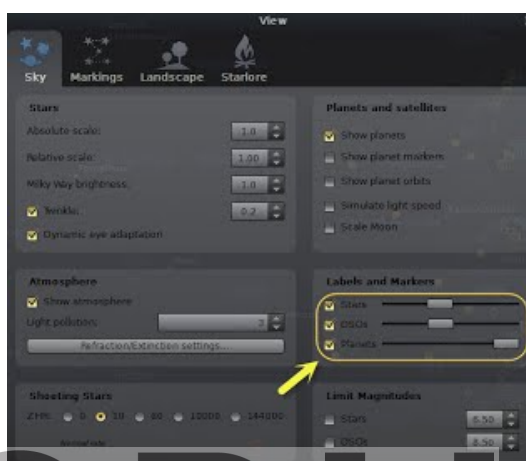 View
Sky Markings Landscape Starlore
Stars
Absolute scale: 1.0
Relative scale: 1.00
Milky Way brightness: 1.0
Twinkle: 0.2
Dynamic eye adaptation
Planets and satellites
Show planets
Show planet markers
Show planet orbits
Simulate light speed
Scale Moon
Atmosphere
Show atmosphere
Light pollution: 3
Refraction/Extinction settings...
Labels and Markers
Stars
DSOs
Planets
Shooting Stars
ZHR: 0 10 80 10000 144000
Limit Magnitudes
Stars 6.50
DSOs 8.50